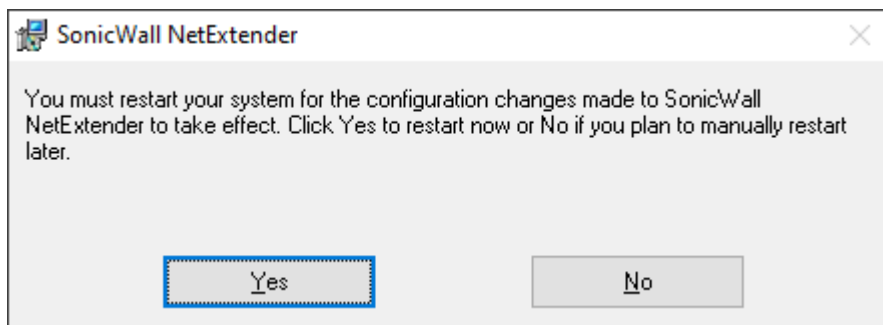 SonicWall NetExtender
You must restart your system for the configuration changes made to SonicWall
NetExtender to take effect. Click Yes to restart now or No if you plan to manually restart
later.
Yes
No